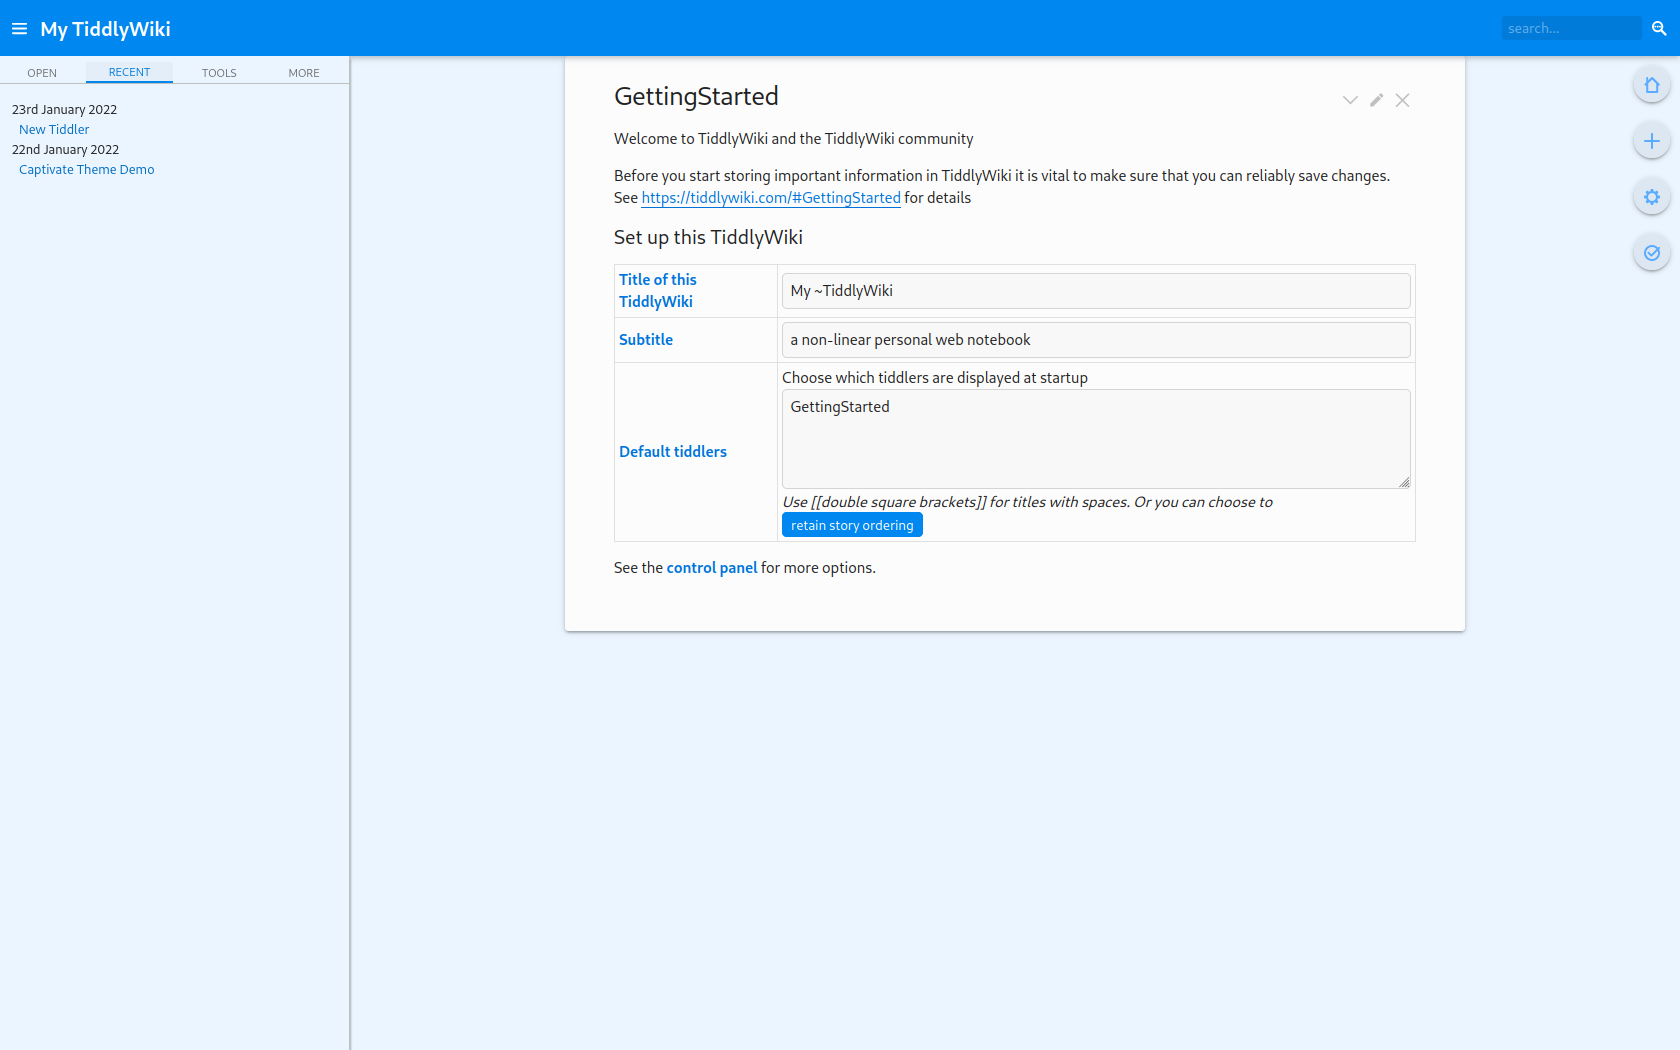 My TiddlyWiki
search...
OPEN RECENT TOOLS MORE
23rd January 2022
New Tiddler
22nd January 2022
Captivate Theme Demo
GettingStarted
Welcome to TiddlyWiki and the TiddlyWiki community
Before you start storing important information in TiddlyWiki it is vital to make sure that you can reliably save changes.
See https://tiddlywiki.com/#GettingStarted for details
Set up this TiddlyWiki
Title of this
TiddlyWiki
My ~TiddlyWiki
Subtitle
a non-linear personal web notebook
Default tiddlers
Choose which tiddlers are displayed at startup
GettingStarted
Use [[double square brackets]] for titles with spaces. Or you can choose to
retain story ordering
See the control panel for more options.